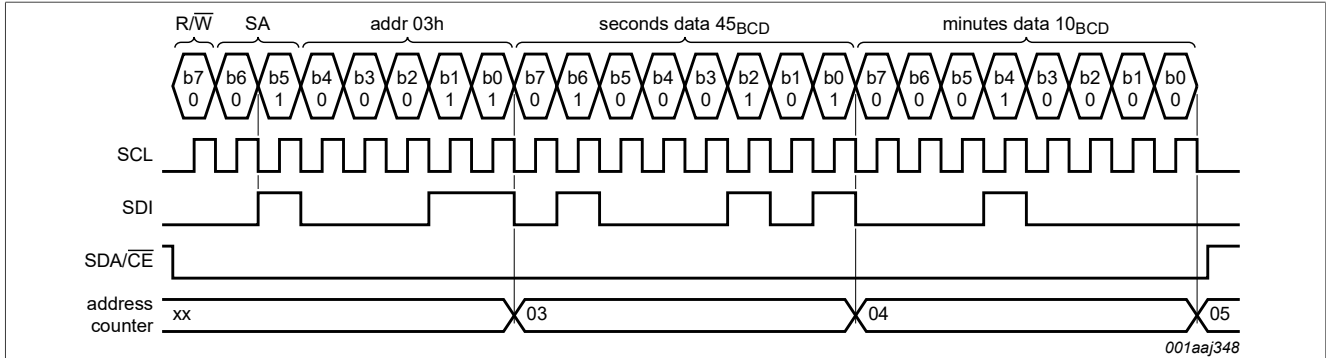 R/W SA addr 03h seconds data 45BCD minutes data 10BCD
b7 b6 b5 b4 b3 b2 b1 b0 b7 b6 b5 b4 b3 b2 b1 b0 b7 b6 b5 b4 b3 b2 b1 b0
0 0 1 0 0 0 1 1 0 1 0 0 0 1 0 1 0 0 0 1 0 0 0 0
SCL
SDI
SDA/CE
address
counter
xx 03 04 05
001aaj348